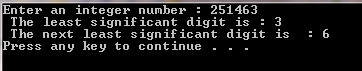 Enter an integer number : 251463
The least significant digit is : 3
The next least significant digit is  : 6
Press any key to continue . . .